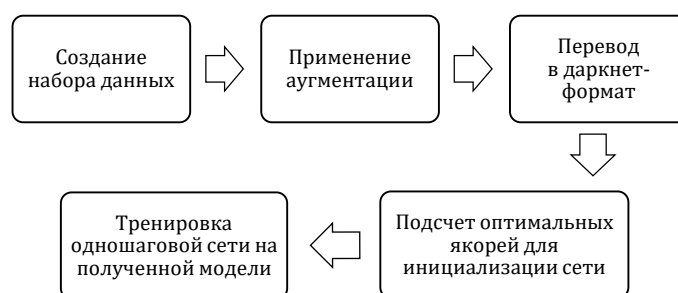 Создание
набора данных
Применение
аугментации
Перевод
в даркнет-
формат
Подсчет оптимальных
якорей для
инициализации сети
Тренировка
одношаговой сети на
полученной модели